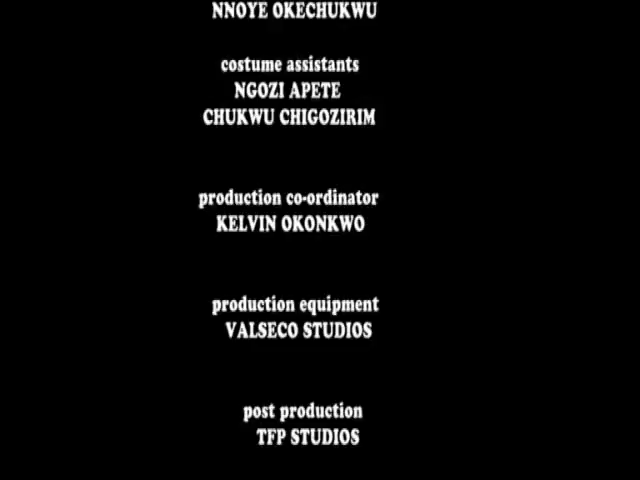 NNOYE OKECHUKWU
costume assistants
NGOZI APETE
CHUKWU CHIGOZIRIM
production co-ordinator
KELVIN OKONKWO
production equipment
VALSECO STUDIOS
post production
TFP STUDIOS